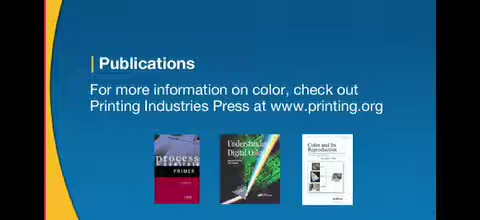 Publications
For more information on color, check out
Printing Industries Press at www.printing.org
process
PRIMER
Understanding
Digital Color
Color and Its
Reproduction